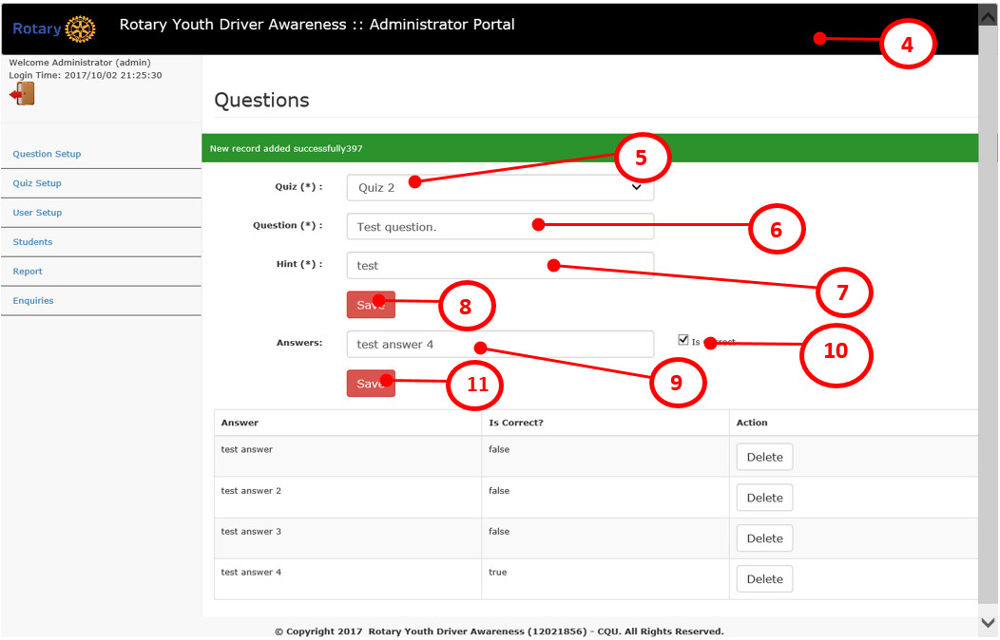 Rotary
Rotary Youth Driver Awareness :: Administrator Portal
4
Welcome Administrator (admin)
Login Time: 2017/10/02 21:25:30
Questions
New record added successfully397
5
Question Setup
Quiz Setup
User Setup
Students
Report
Enquiries
Quiz (*) :
Quiz 2
Question (*) :
Test question.
6
Hint (*) :
test
7
Save
8
Answers:
test answer 4
Is correct
10
9
Save
11
Answer Is Correct? Action
test answer false Delete
test answer 2 false Delete
test answer 3 false Delete
test answer 4 true Delete
© Copyright 2017 Rotary Youth Driver Awareness (12021856) - CQU. All Rights Reserved.